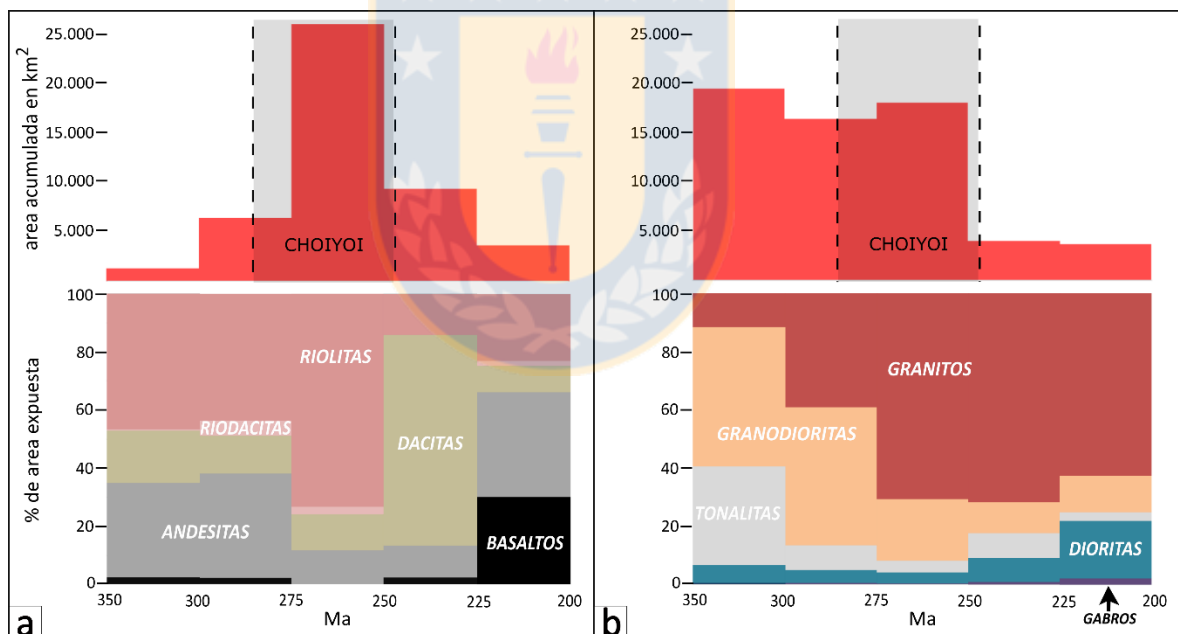 area acumulada en km²
25.000
20.000
15.000
10.000
5.000
CHOIYOI
% de area expuesta
100
80
60
40
20
0
RIOLITAS
RIODACITAS
DACITAS
ANDESITAS
BASALTOS
350 300 275 250 225 200
Ma
a
25.000
20.000
15.000
10.000
5.000
CHOIYOI
100
80
60
40
20
0
GRANITOS
GRANODIORITAS
TONALITAS
DIORITAS
350 300 275 250 225 200
Ma
GABROS
b